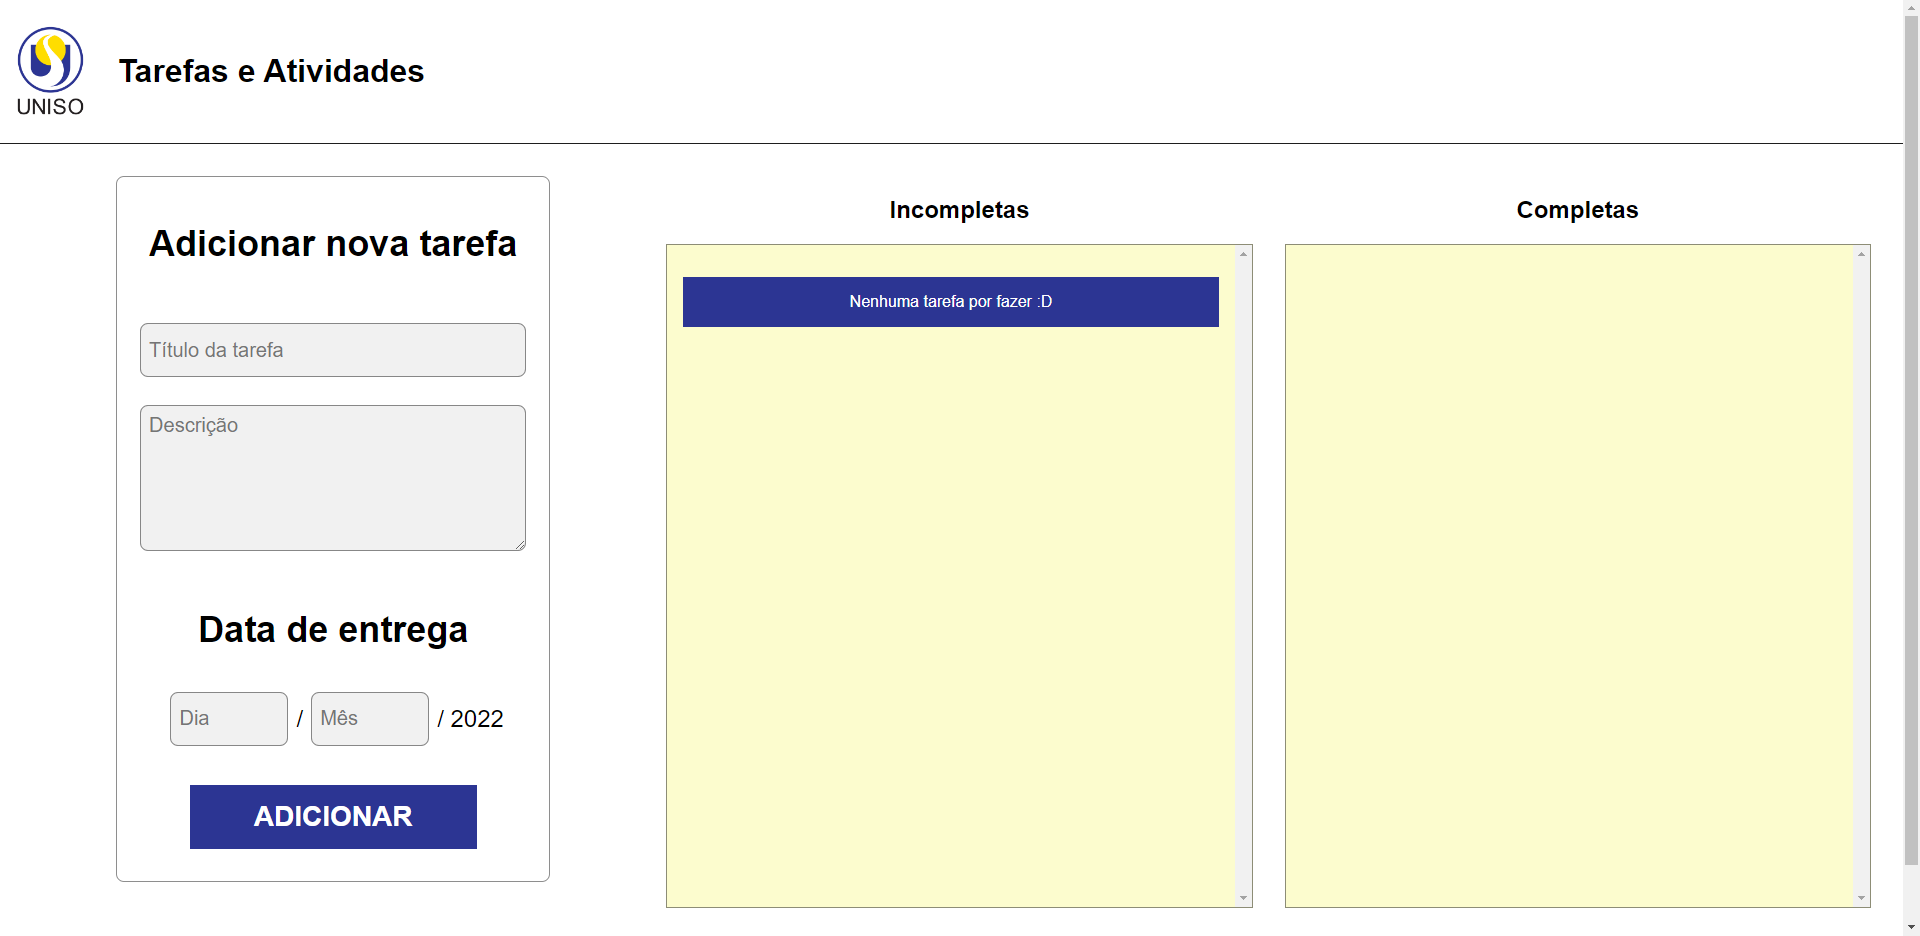 UNISO
Tarefas e Atividades
Adicionar nova tarefa
Título da tarefa
Descrição
Data de entrega
Dia / Mês / 2022
ADICIONAR
Incompletas
Nenhuma tarefa por fazer :D
Completas